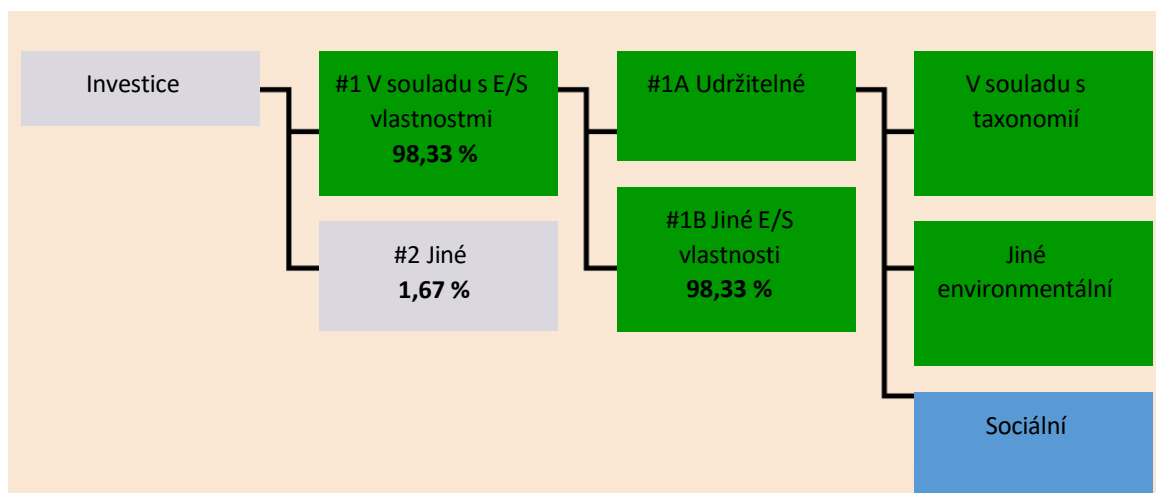 Investice
#1 V souladu s E/S
vlastnostmi
98,33 %
#2 Jiné
1,67 %
#1A Udržitelné
#1B Jiné E/S
vlastnosti
98,33 %
V souladu s
taxonomií
Jiné
environmentální
Sociální